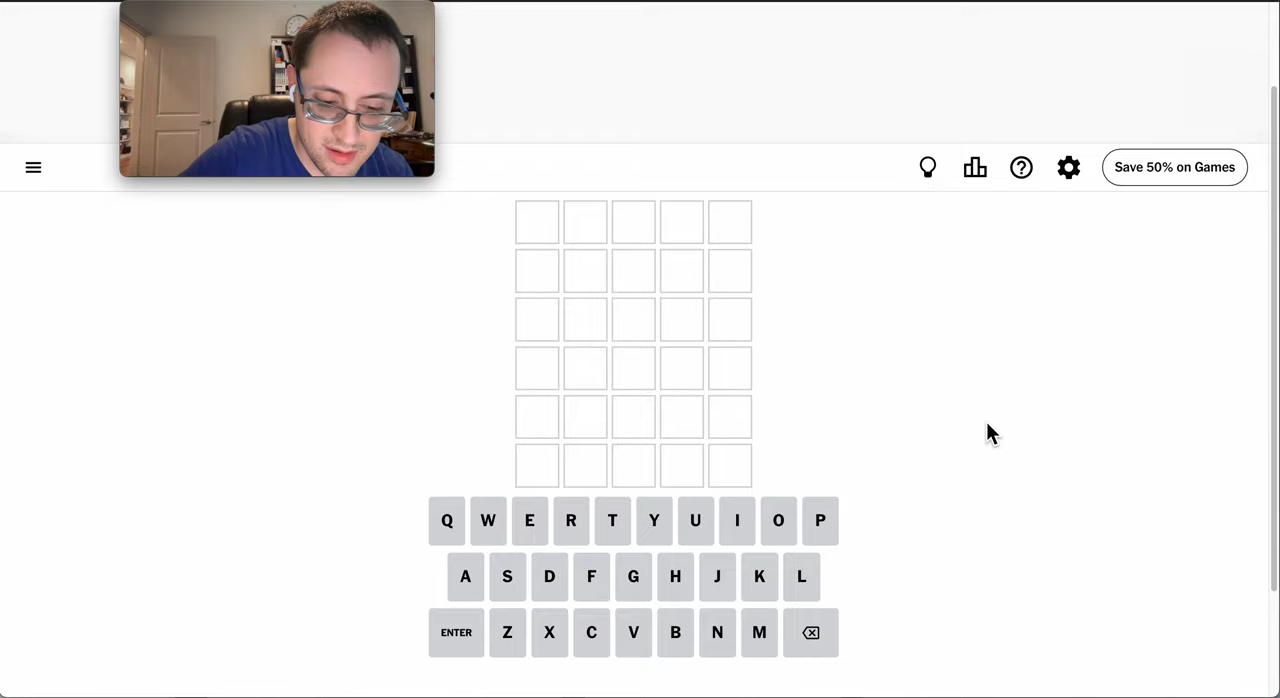 Save 50% on Games
Q W E R T Y U I O P
A S D F G H J K L
ENTER Z X C V B N M